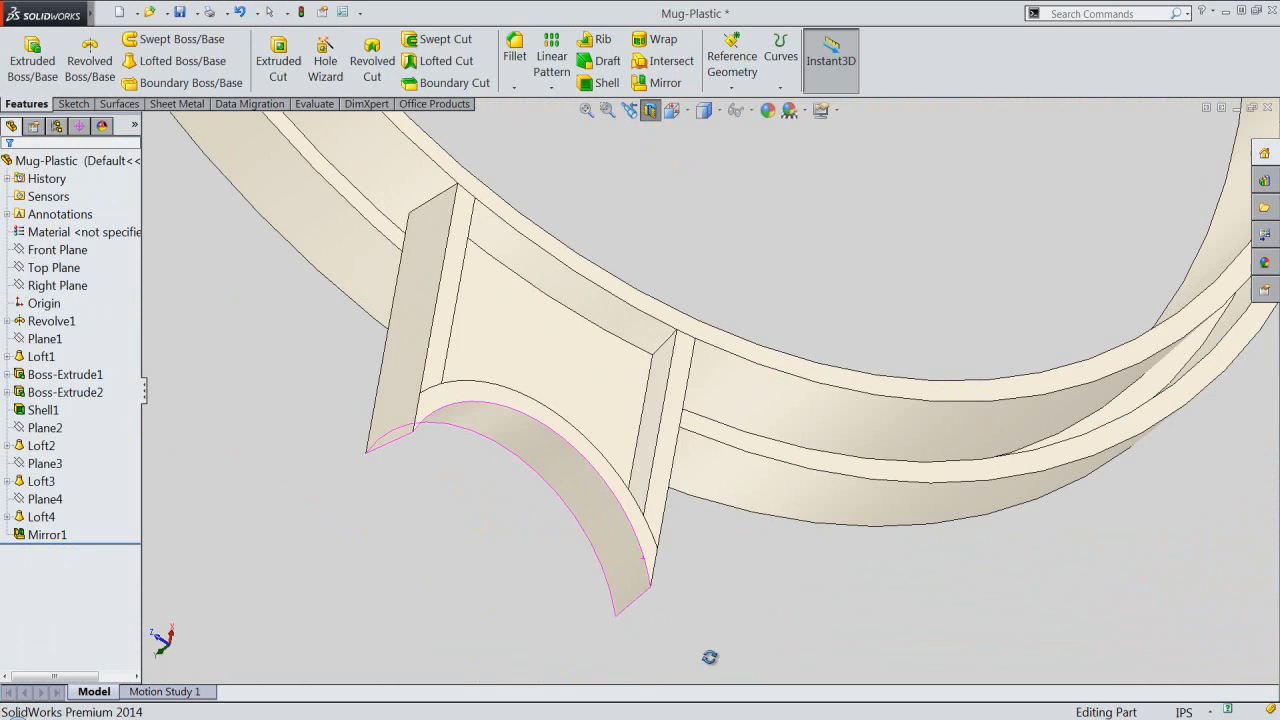 SOLIDWORKS
Mug-Plastic *
Search Commands
Extruded Boss/Base
Revolved Boss/Base
Swept Boss/Base
Lofted Boss/Base
Boundary Boss/Base
Extruded Cut
Hole Wizard
Revolved Cut
Swept Cut
Lofted Cut
Boundary Cut
Fillet
Linear Pattern
Rib
Draft
Shell
Wrap
Intersect
Mirror
Reference Geometry
Curves
Instant3D
Features Sketch Surfaces Sheet Metal Data Migration Evaluate DimXpert Office Products
Mug-Plastic (Default<<
History
Sensors
Annotations
Material <not specifie
Front Plane
Top Plane
Right Plane
Origin
Revolve1
Plane1
Loft1
Boss-Extrude1
Boss-Extrude2
Shell1
Plane2
Loft2
Plane3
Loft3
Plane4
Loft4
Mirror1
X
Z
Y
Model Motion Study 1
SolidWorks Premium 2014
Editing Part
IPS